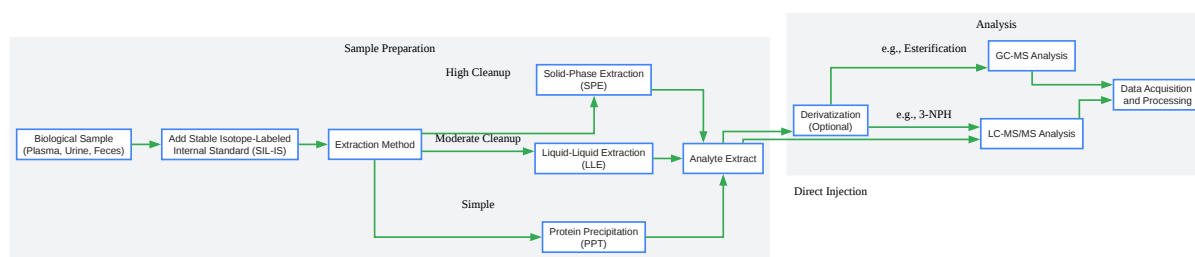 Sample Preparation
High Cleanup
Solid-Phase Extraction
(SPE)
Biological Sample
(Plasma, Urine, Feces)
Add Stable Isotope-Labeled
Internal Standard (SIL-IS)
Extraction Method
Moderate Cleanup
Liquid-Liquid Extraction
(LLE)
Analyte Extract
Simple
Protein Precipitation
(PPT)
Analysis
e.g., Esterification
GC-MS Analysis
Derivatization
(Optional)
e.g., 3-NPH
LC-MS/MS Analysis
Data Acquisition
and Processing
Direct Injection